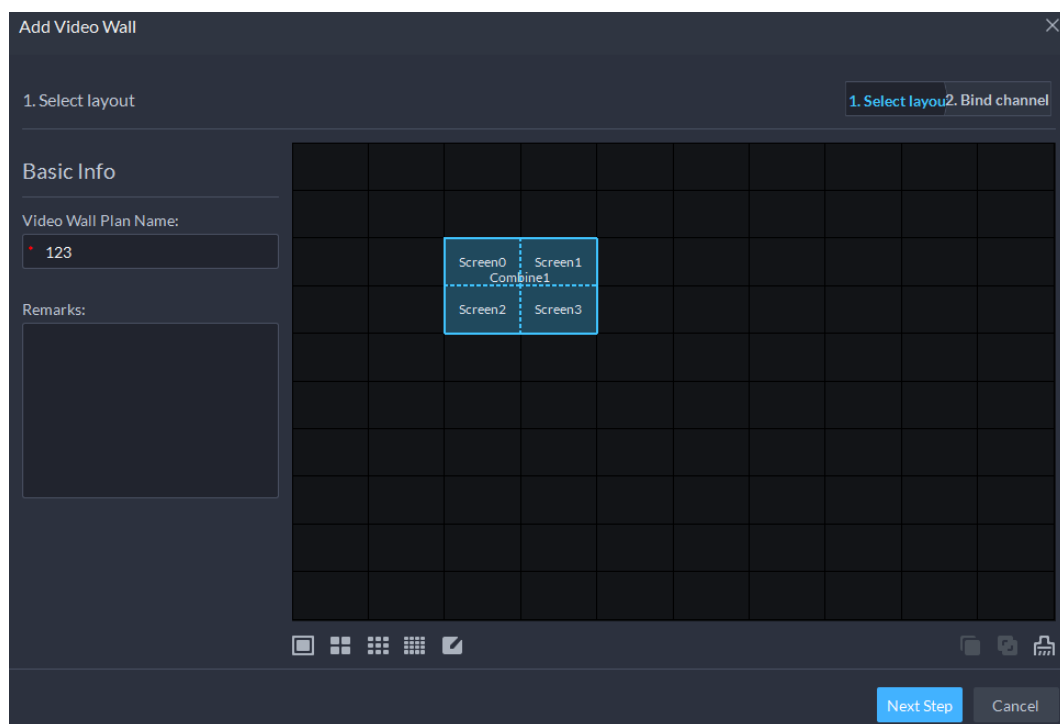 Add Video Wall
1. Select layout
1. Select layou 2. Bind channel
Basic Info
Video Wall Plan Name:
* 123
Remarks:
Screen0 Screen1
Combine1
Screen2 Screen3
Next Step Cancel